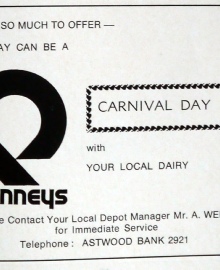 SO MUCH TO OFFER —
AY CAN BE A
CARNIVAL DAY
with
YOUR LOCAL DAIRY
nneys
e Contact Your Local Depot Manager Mr. A. WE
for Immediate Service
Telephone: ASTWOOD BANK 2921